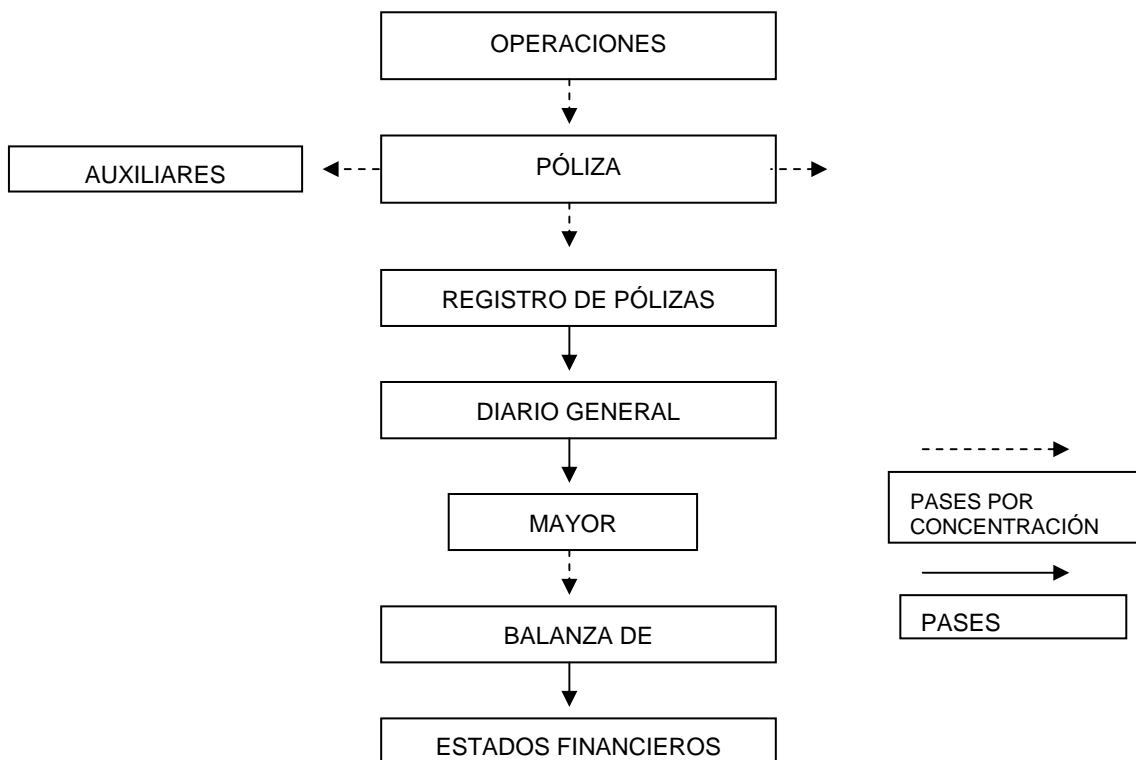 OPERACIONES
AUXILIARES
PÓLIZA
REGISTRO DE PÓLIZAS
DIARIO GENERAL
MAYOR
PASES POR
CONCENTRACIÓN
BALANZA DE
PASES
ESTADOS FINANCIEROS